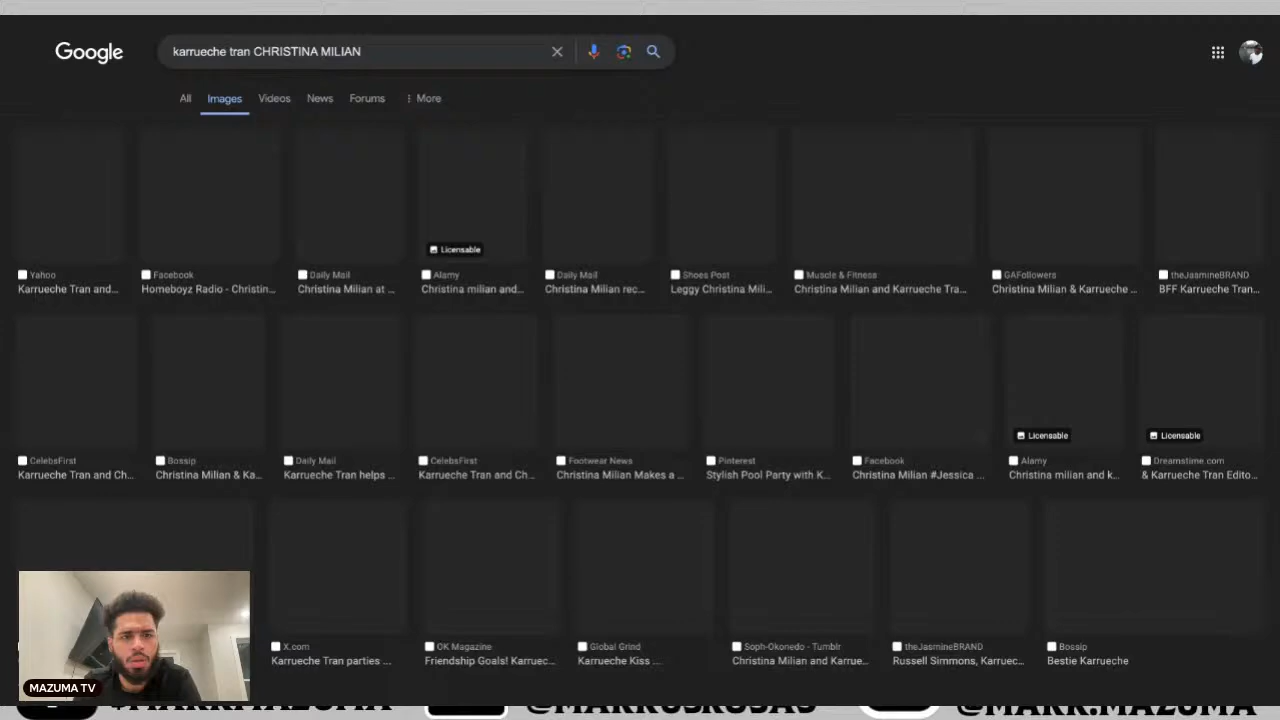 Google
karrueche tran CHRISTINA MILIAN
All Images Videos News Forums More
Licensable
Yahoo
Karrueche Tran and...
Facebook
Homeboyz Radio - Christin...
Daily Mail
Christina Milian at ...
Alamy
Christina milian and...
Daily Mail
Christina Milian rec...
Shoes Post
Leggy Christina Mili...
Muscle & Fitness
Christina Milian and Karrueche Tra...
GAFollowers
Christina Milian & Karrueche ...
theJasmineBRAND
BFF Karrueche Tran...
Licensable
Licensable
CelebsFirst
Karrueche Tran and Ch...
Bossip
Christina Milian & Ka...
Daily Mail
Karrueche Tran helps ...
CelebsFirst
Karrueche Tran and Ch...
Footwear News
Christina Milian Makes a ...
Pinterest
Stylish Pool Party with K...
Facebook
Christina Milian #Jessica ...
Alamy
Christina milian and k...
Dreamstime.com
& Karrueche Tran Edito...
X.com
Karrueche Tran parties ...
OK Magazine
Friendship Goals! Karruec...
Global Grind
Karrueche Kiss ...
Soph-Okonedo - Tumblr
Christina Milian and Karrue...
theJasmineBRAND
Russell Simmons, Karruec...
Bossip
Bestie Karrueche
MAZUMA TV